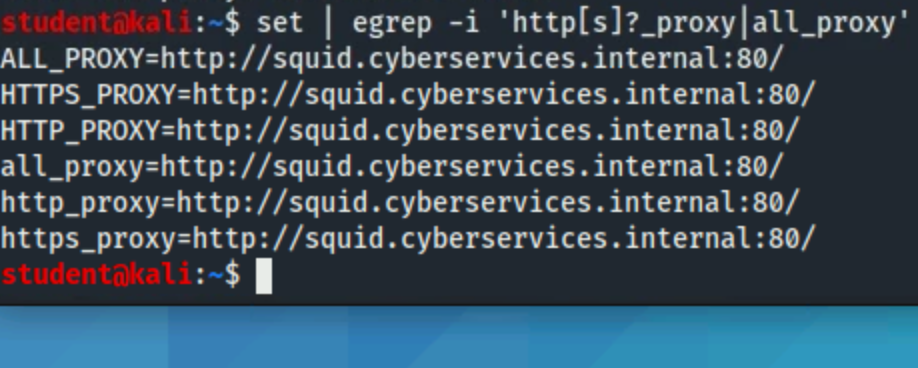 student@kali:~$ set | egrep -i 'http[s]?_proxy|all_proxy'
ALL_PROXY=http://squid.cyberservices.internal:80/
HTTPS_PROXY=http://squid.cyberservices.internal:80/
HTTP_PROXY=http://squid.cyberservices.internal:80/
all_proxy=http://squid.cyberservices.internal:80/
http_proxy=http://squid.cyberservices.internal:80/
https_proxy=http://squid.cyberservices.internal:80/
student@kali:~$